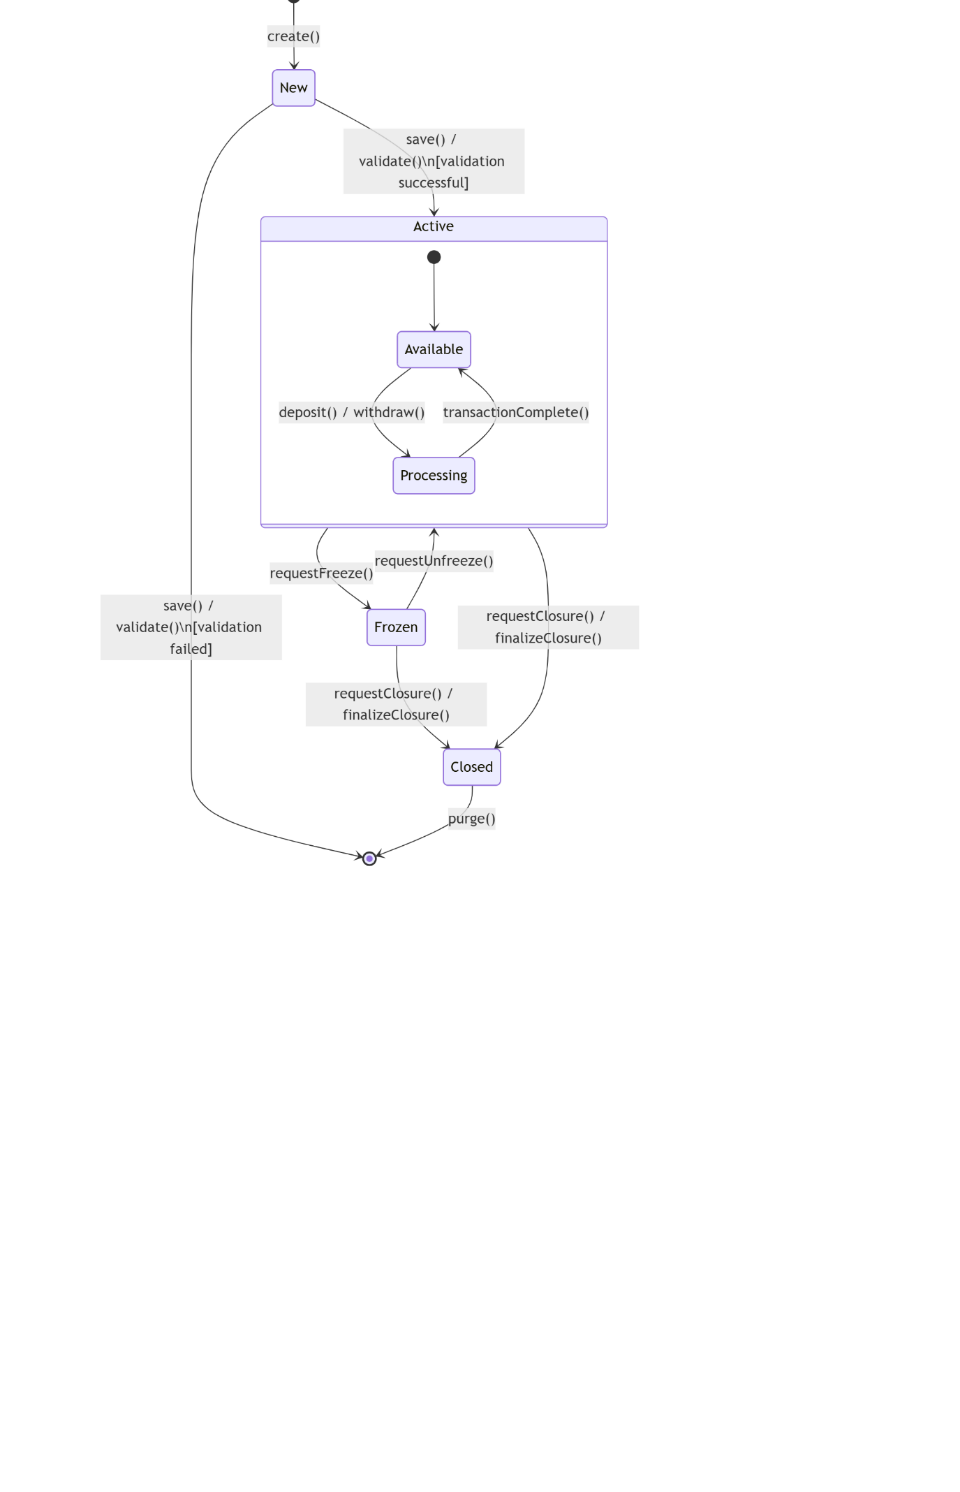 create()
New
save() /
validate()\n[validation
successful]
Active
Available
deposit() / withdraw()
transactionComplete()
Processing
requestUnfreeze()
requestFreeze()
save() /
validate()\n[validation
failed]
requestClosure() /
finalizeClosure()
Frozen
requestClosure() /
finalizeClosure()
Closed
purge()